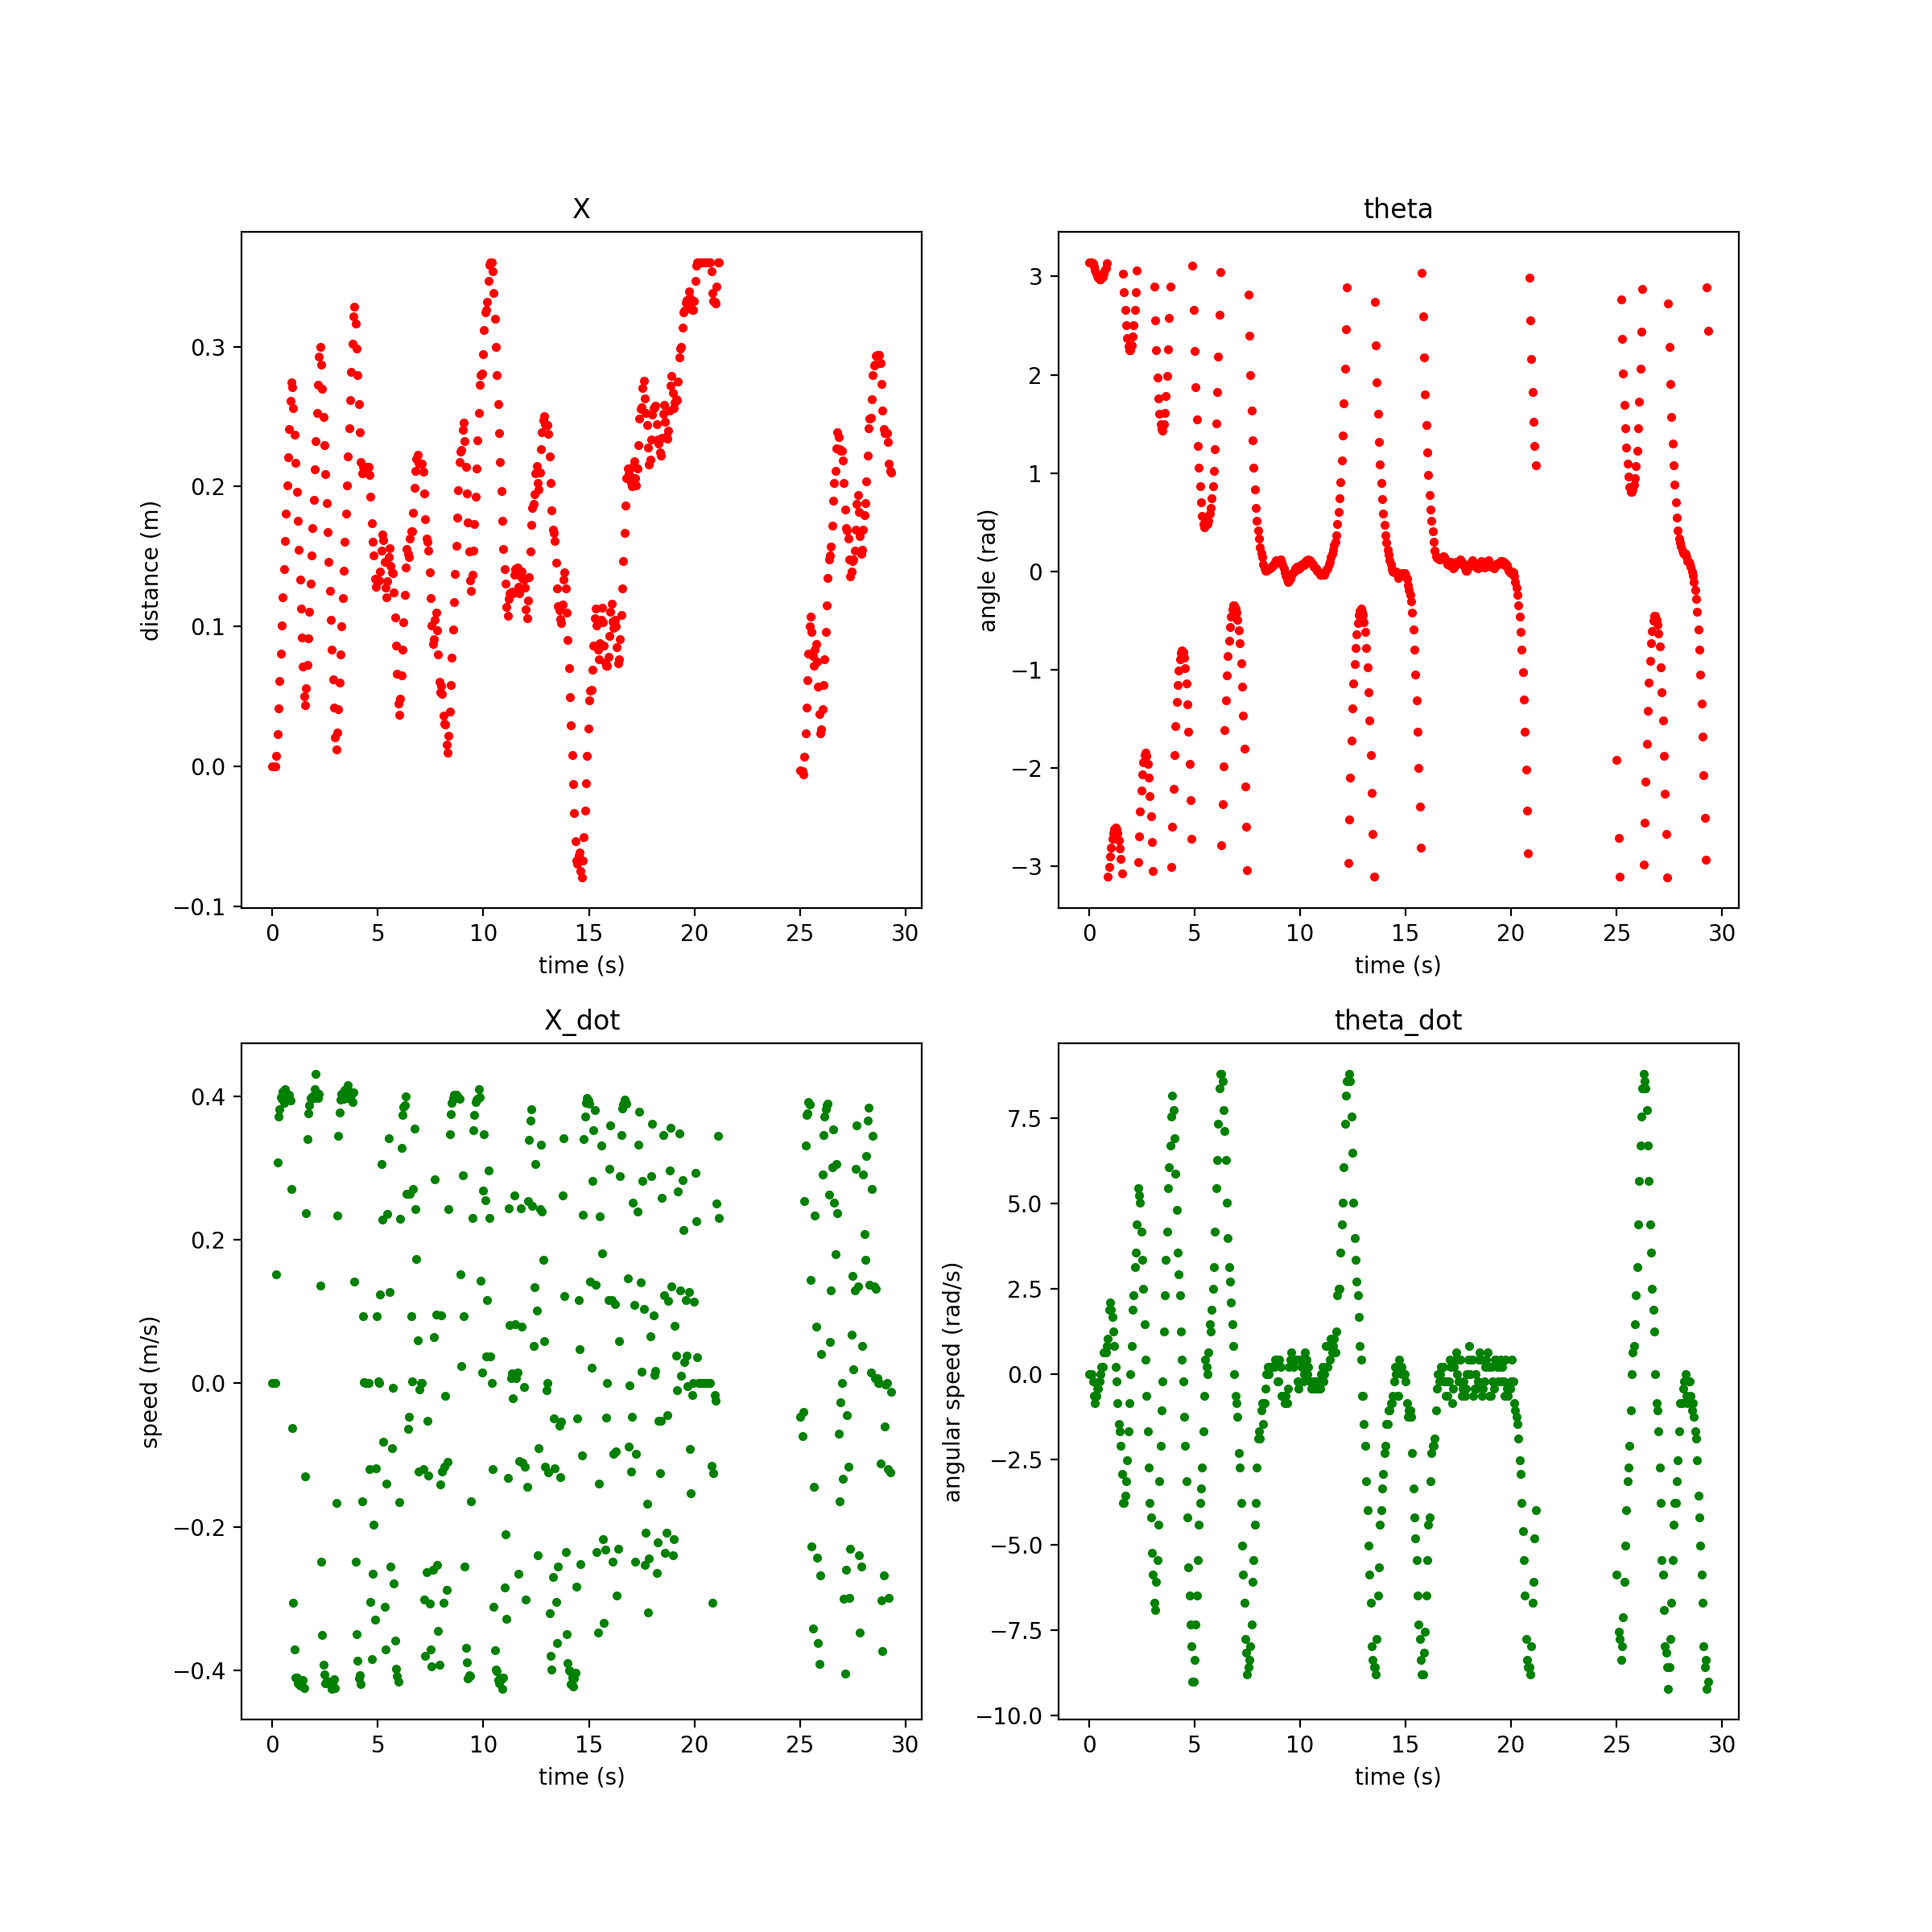 X
distance (m)
0.3
0.2
0.1
0.0
−0.1
0 5 10 15 20 25 30
time (s)
theta
angle (rad)
3
2
1
0
−1
−2
−3
0 5 10 15 20 25 30
time (s)
X_dot
speed (m/s)
0.4
0.2
0.0
−0.2
−0.4
0 5 10 15 20 25 30
time (s)
theta_dot
angular speed (rad/s)
7.5
5.0
2.5
0.0
−2.5
−5.0
−7.5
−10.0
0 5 10 15 20 25 30
time (s)